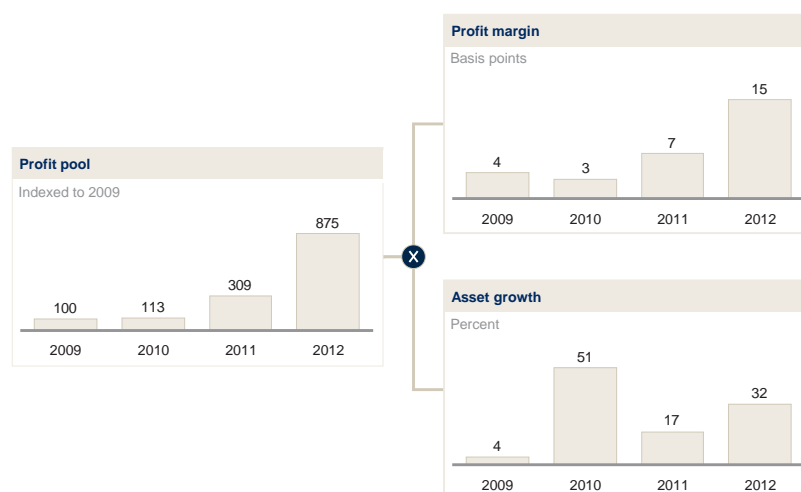 Profit margin
Basis points
15
7
4
3
2009 2010 2011 2012
Profit pool
Indexed to 2009
875
309
100
113
2009 2010 2011 2012
X
Asset growth
Percent
51
32
17
4
2009 2010 2011 2012